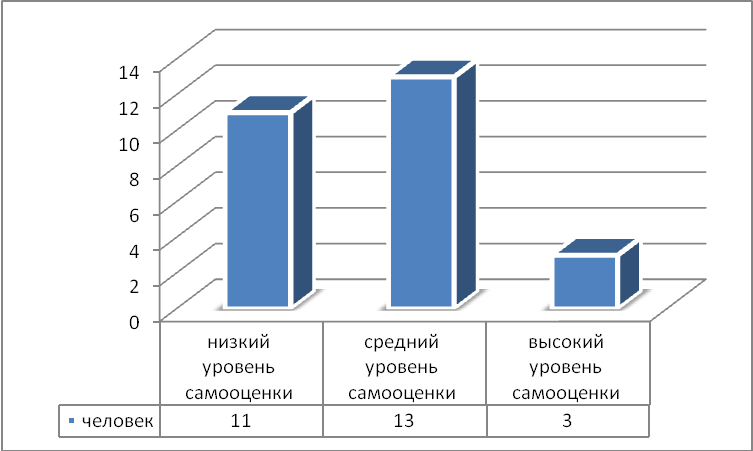 14
12
10
8
6
4
2
0
низкий уровень самооценки
средний уровень самооценки
высокий уровень самооценки
человек 11 13 3